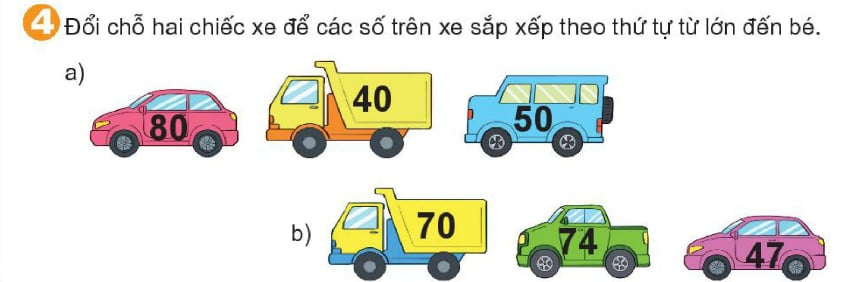 4 Đổi chỗ hai chiếc xe để các số trên xe sắp xếp theo thứ tự từ lớn đến bé.
a)
80 40 50
b)
70 74 47